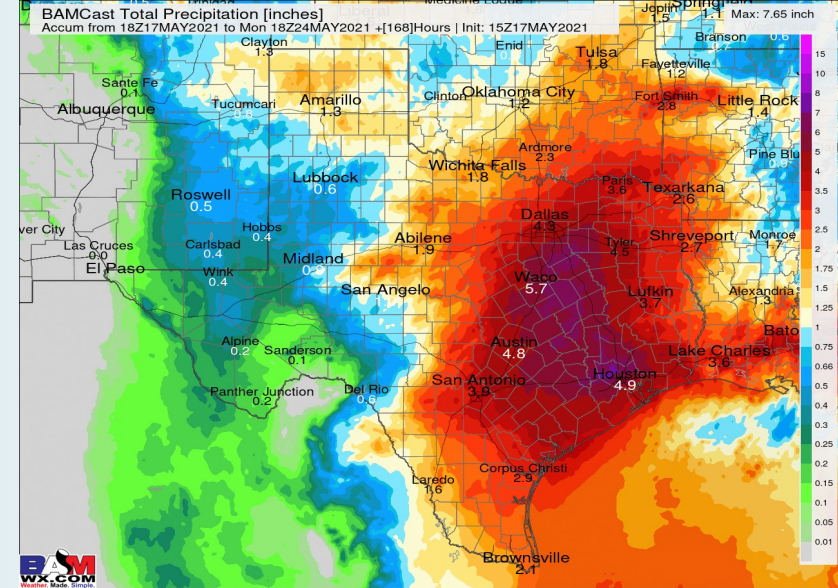 BAMCast Total Precipitation [inches]
Accum from 18Z17MAY2021 to Mon 18Z24MAY2021 +[168]Hours | Init: 15Z17MAY2021
Max: 7.65 inch
Joplin
1.5
Springfield
1.1
Clayton
1.3
Enid
Branson
0.6
Tulsa
1.8
Fayetteville
1.2
Santa Fe
0.1
Albuquerque
Tucumcari
Amarillo
1.3
Clinton
Oklahoma City
1.2
Fort Smith
2.8
Little Rock
1.4
Ardmore
2.3
Pine Blu
Wichita Falls
1.8
Lubbock
0.6
Paris
3.6
Texarkana
2.6
Roswell
0.5
Dallas
4.3
ver City
Las Cruces
0.0
Hobbs
0.4
Carlsbad
0.4
Abilene
1.9
Tyler
4.5
Shreveport
2.7
Monroe
1.7
El Paso
Wink
0.4
Midland
San Angelo
Waco
5.7
Lufkin
3.7
Alexandria
1.3
Alpine
0.2
Sanderson
0.1
Austin
4.8
Lake Charles
3.6
Bato
Panther Junction
0.2
Del Rio
0.6
San Antonio
3.9
Houston
4.9
Laredo
1.6
Corpus Christi
2.9
Brownsville
2.1
15
10
8
7
6
5
4
3.5
3
2.5
2
1.75
1.5
1.25
1
0.75
0.66
0.5
0.4
0.3
0.25
0.2
0.15
0.1
0.05
0.01
BAM
WX.COM
Weather. Made. Simple.